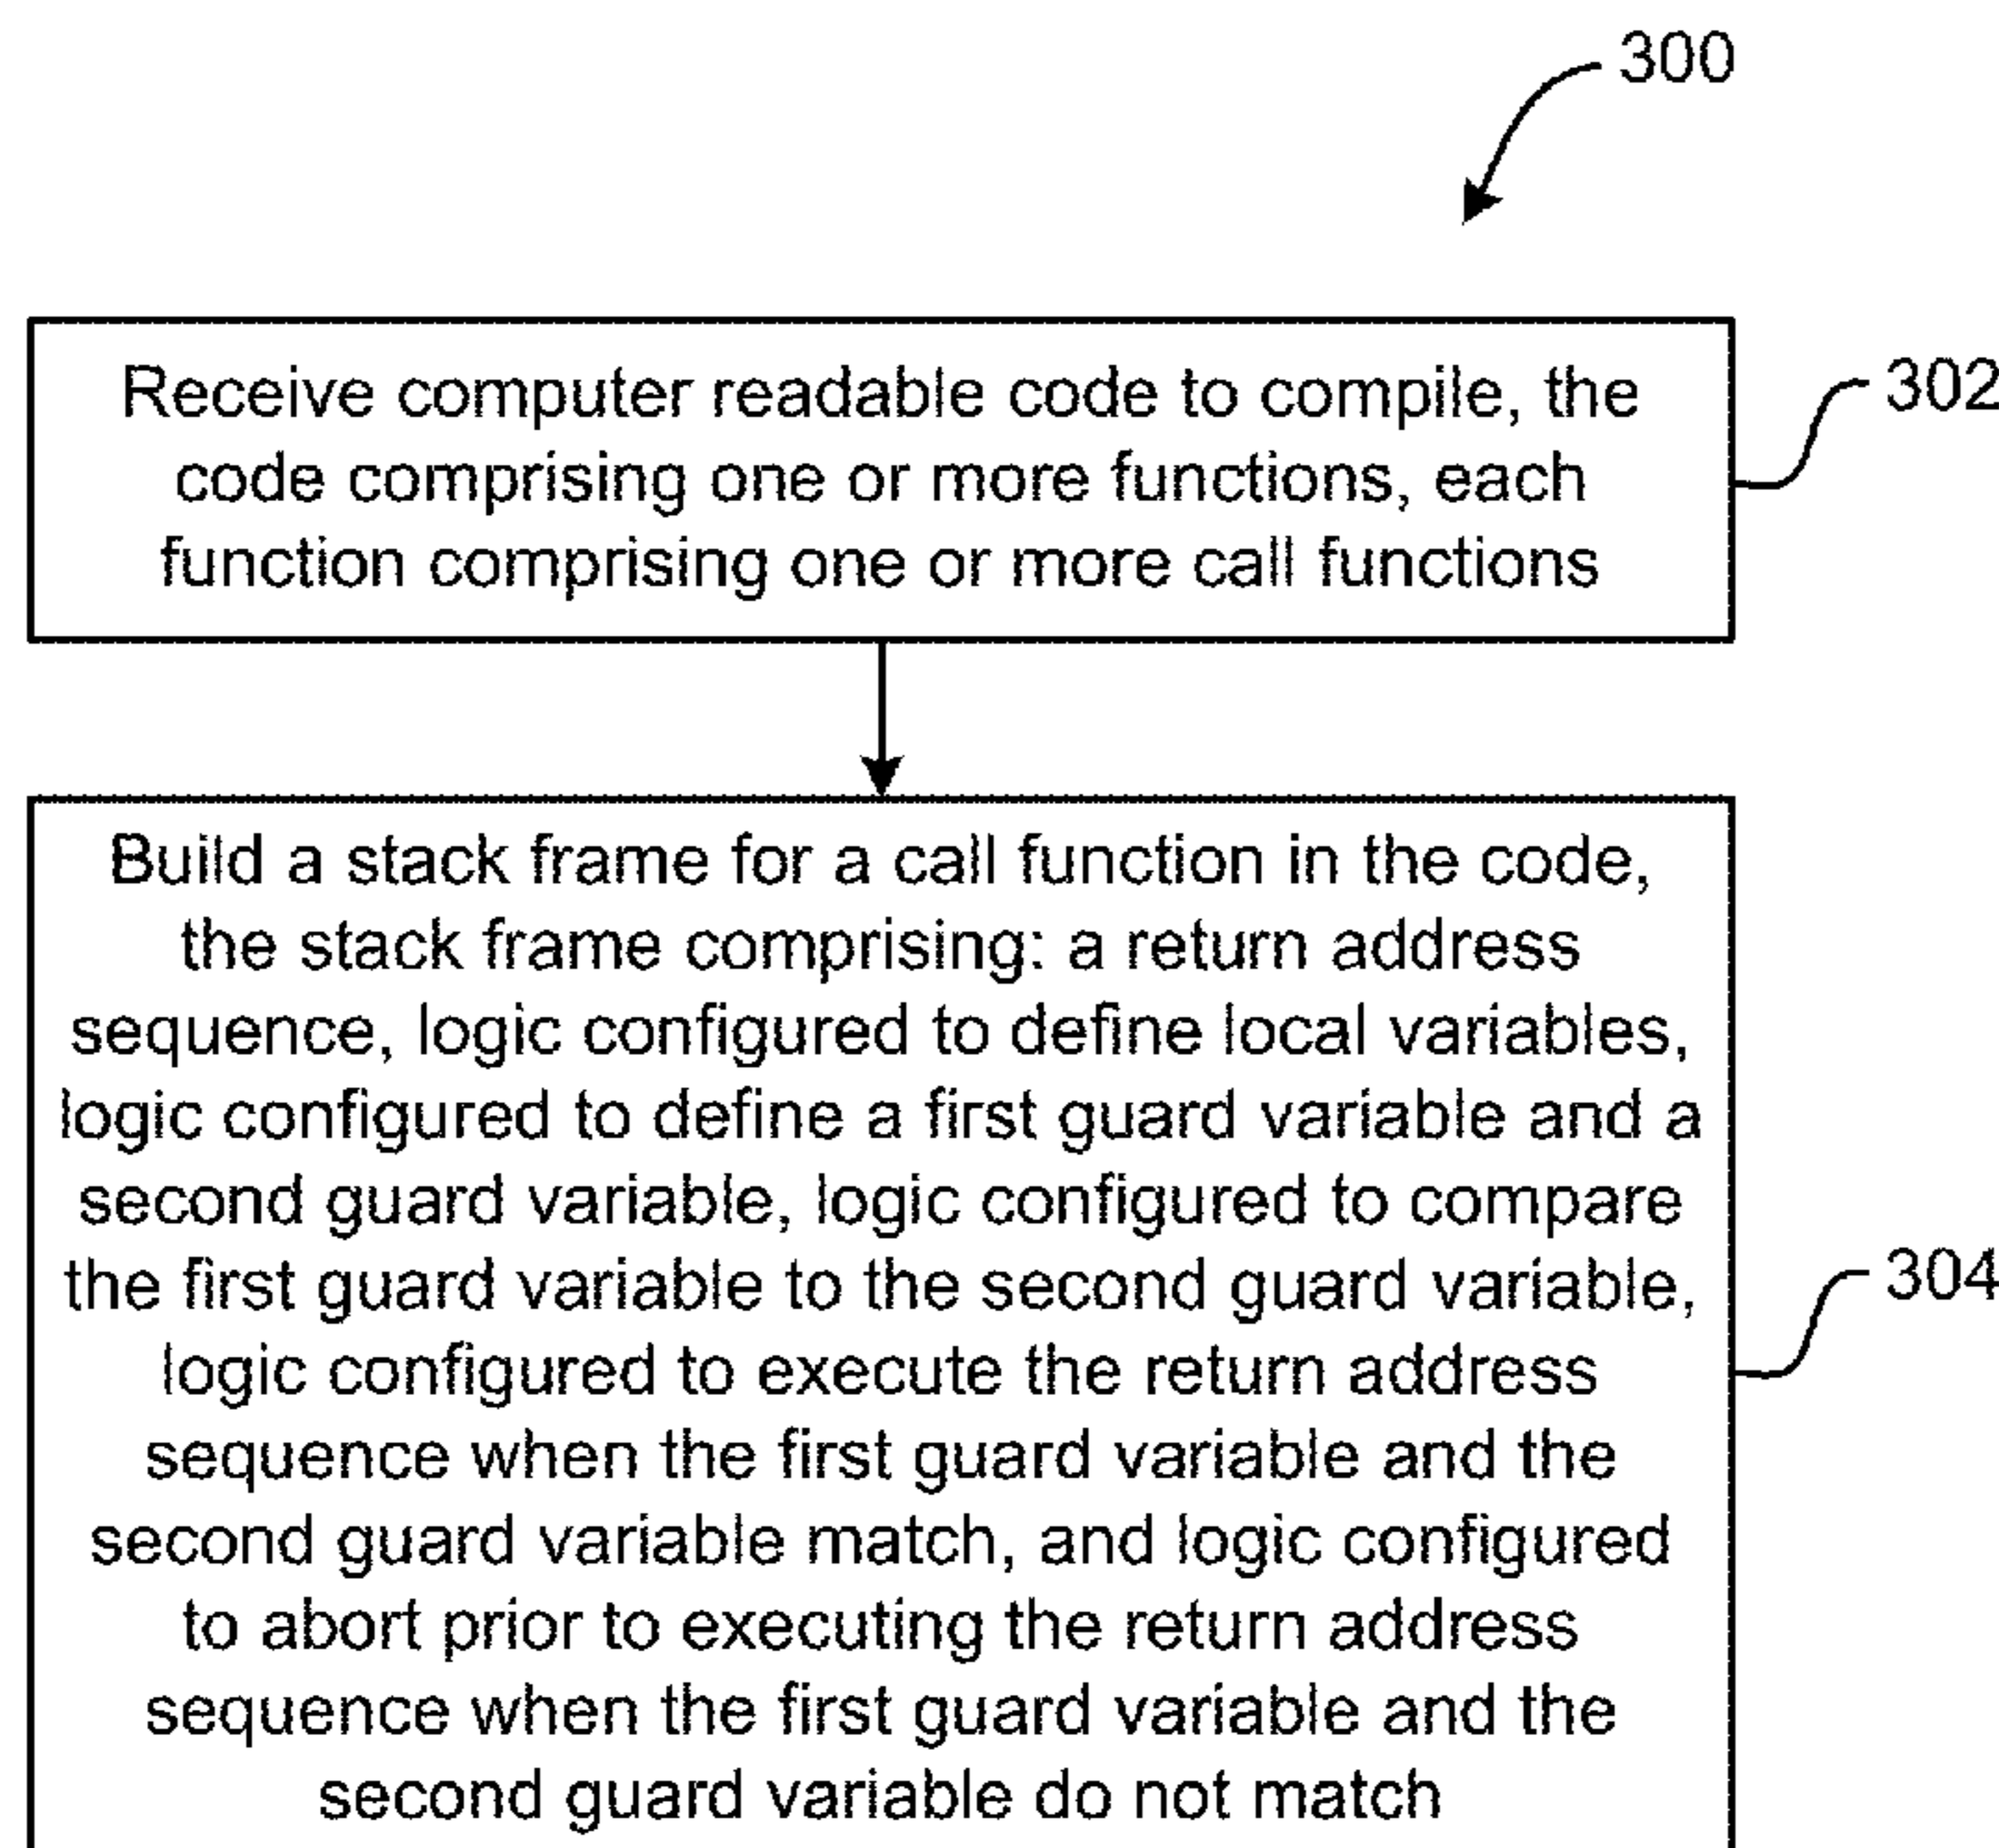 300
Receive computer readable code to compile, the
code comprising one or more functions, each
function comprising one or more call functions
302
Build a stack frame for a call function in the code,
the stack frame comprising: a return address
sequence, logic configured to define local variables,
logic configured to define a first guard variable and a
second guard variable, logic configured to compare
the first guard variable to the second guard variable,
logic configured to execute the return address
sequence when the first guard variable and the
second guard variable match, and logic configured
to abort prior to executing the return address
sequence when the first guard variable and the
second guard variable do not match
304